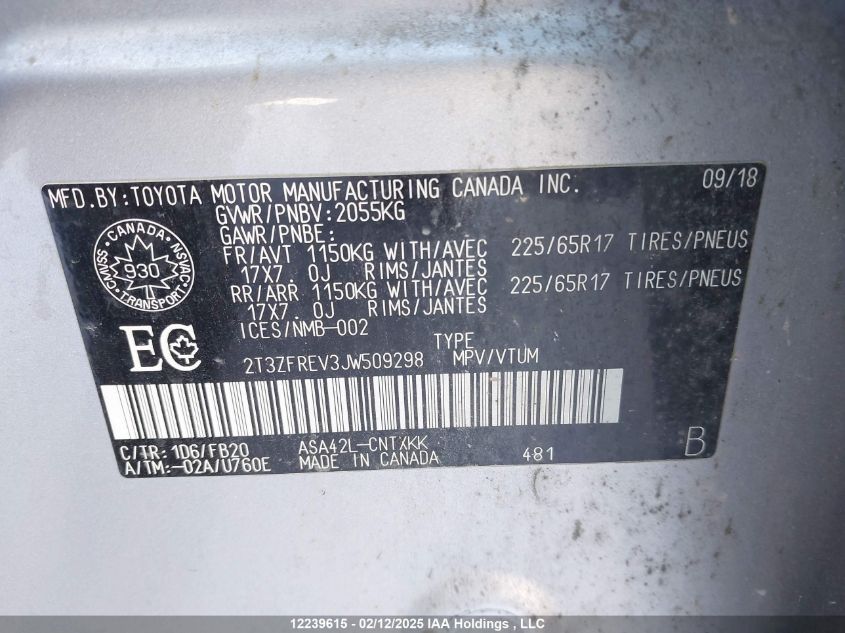 MFD.BY:TOYOTA MOTOR MANUFACTURING CANADA INC. 09/18
GVWR/PNBV:2055KG
GAWR/PNBE:
FR/AVT 1150KG WITH/AVEC 225/65R17 TIRES/PNEUS
17X7.0J RIMS/JANTES
RR/ARR 1150KG WITH/AVEC 225/65R17 TIRES/PNEUS
17X7.0J RIMS/JANTES
ICES/NMB-002
CANADA
CMVSS 930 NSVAC
TRANSPORT
EC
TYPE
2T3ZFREV3JW509298 MPV/VTUM
C/TR: 1D6/FB20 ASA42L-CNTXKK
A/TM:-02A/U760E MADE IN CANADA 481 B
12239615 - 02/12/2025 IAA Holdings, LLC